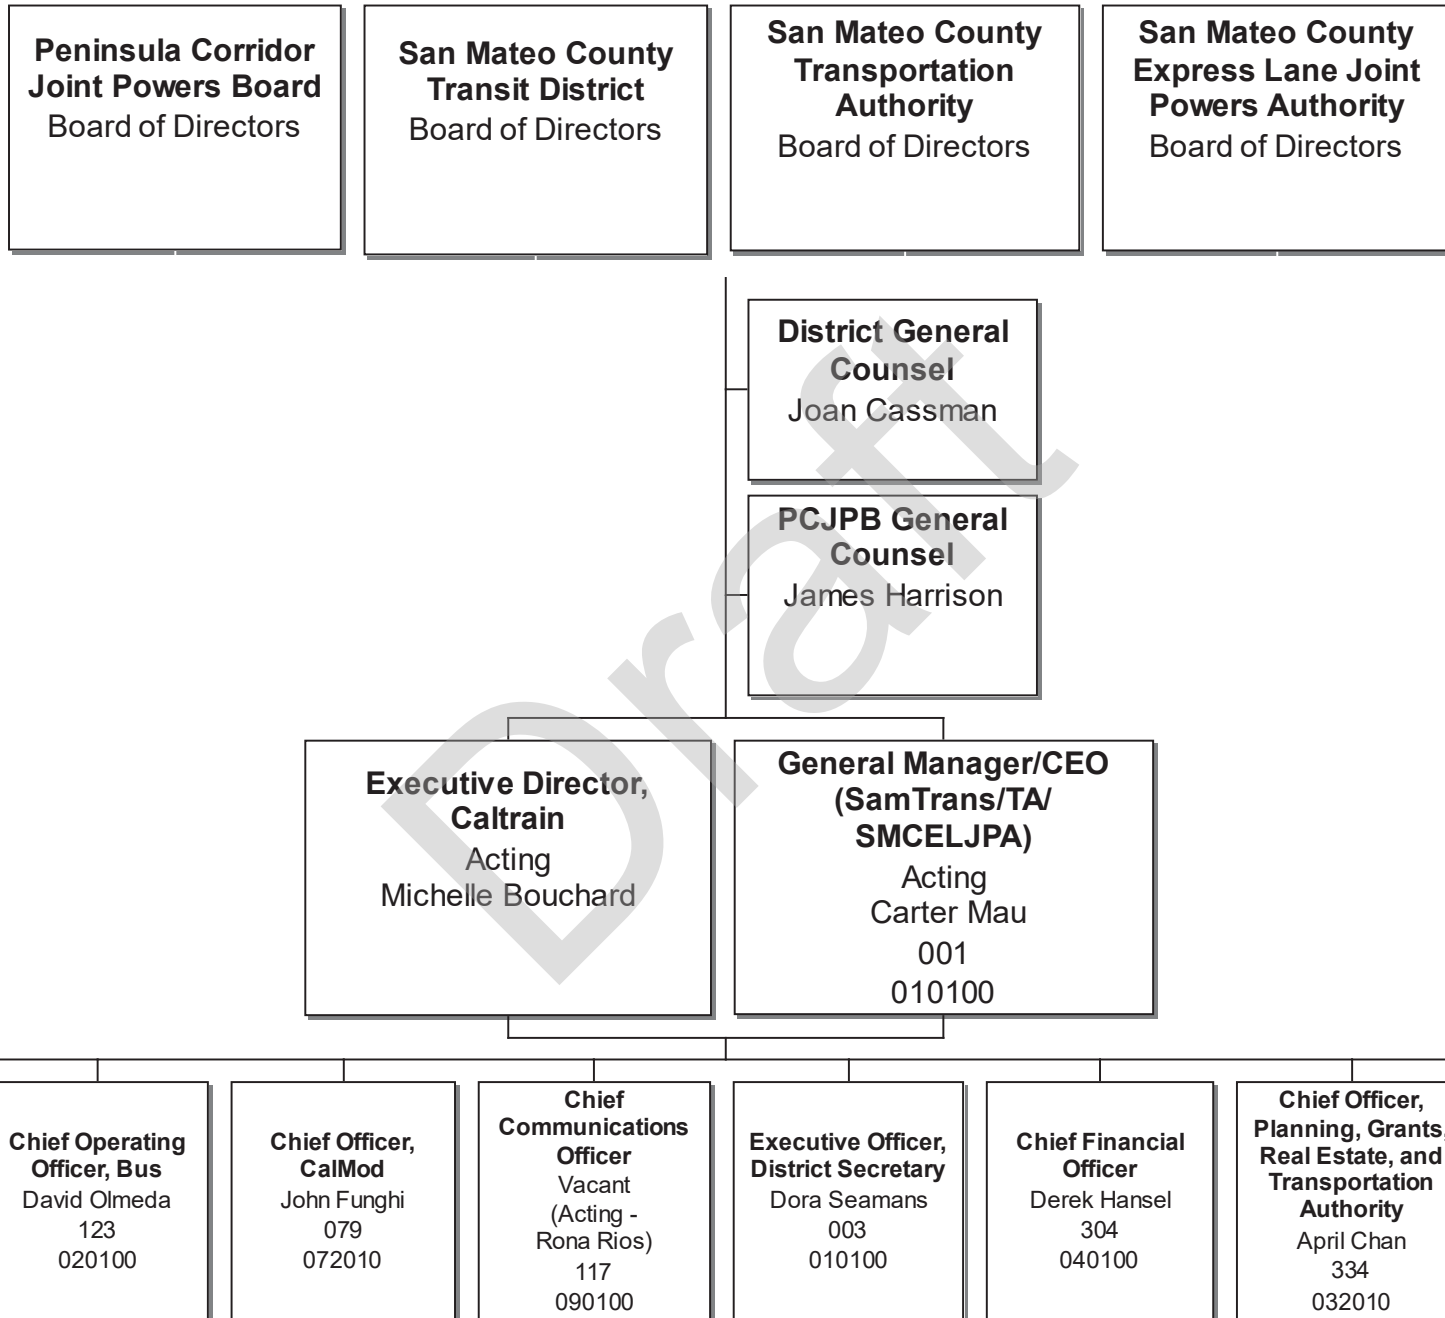 Peninsula Corridor
Joint Powers Board
Board of Directors
San Mateo County
Transit District
Board of Directors
San Mateo County
Transportation
Authority
Board of Directors
San Mateo County
Express Lane Joint
Powers Authority
Board of Directors
District General
Counsel
Joan Cassman
PCJPB General
Counsel
James Harrison
Draft
Executive Director,
Caltrain
Acting
Michelle Bouchard
General Manager/CEO
(SamTrans/TA/
SMCELJPA)
Acting
Carter Mau
001
010100
Chief Operating
Officer, Bus
David Olmeda
123
020100
Chief Officer,
CalMod
John Funghi
079
072010
Chief
Communications
Officer
Vacant
(Acting -
Rona Rios)
117
090100
Executive Officer,
District Secretary
Dora Seamans
003
010100
Chief Financial
Officer
Derek Hansel
304
040100
Chief Officer,
Planning, Grants,
Real Estate, and
Transportation
Authority
April Chan
334
032010